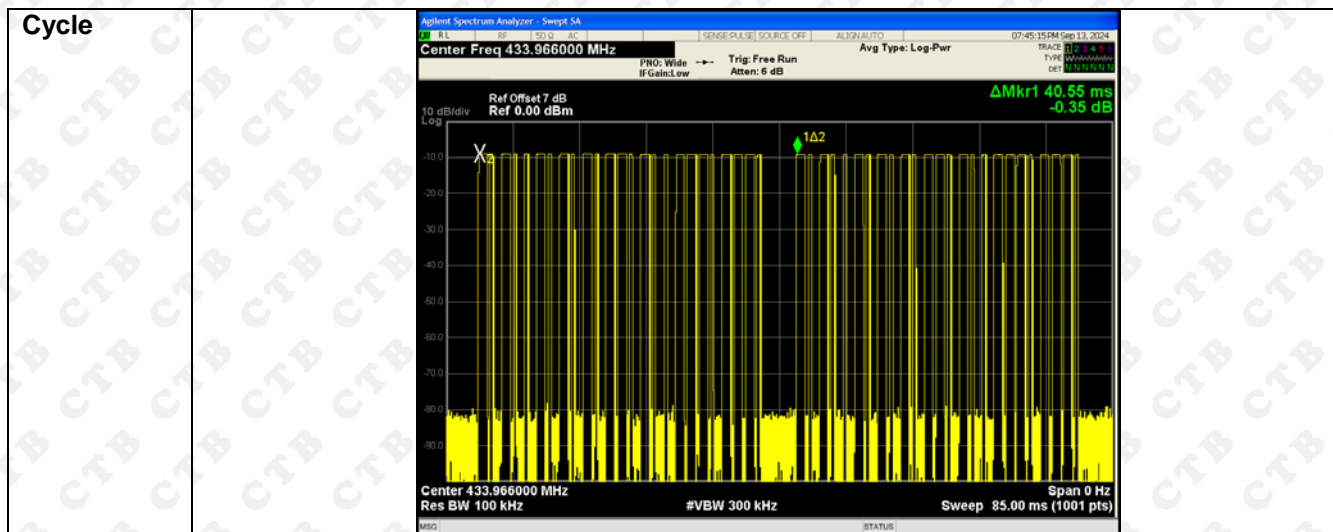 Cycle
Agilent Spectrum Analyzer - Swept SA
RL RF 50 Ω AC SENSE:PULSE SOURCE OFF ALIGN AUTO 07:45:15 PM Sep 13, 2024
Center Freq 433.966000 MHz Avg Type: Log-Pwr TRACE 1 2 3 4 5 6
PNO: Wide Trig: Free Run TYPE W
IFGain:Low Atten: 6 dB DET N N N N N N
ΔMkr1 40.55 ms
Ref Offset 7 dB -0.35 dB
10 dB/div Ref 0.00 dBm
Log
1Δ2
-10.0
X2
-20.0
-30.0
-40.0
-50.0
-60.0
-70.0
-80.0
-90.0
Center 433.966000 MHz Span 0 Hz
Res BW 100 kHz #VBW 300 kHz Sweep 85.00 ms (1001 pts)
MSG STATUS
CTB